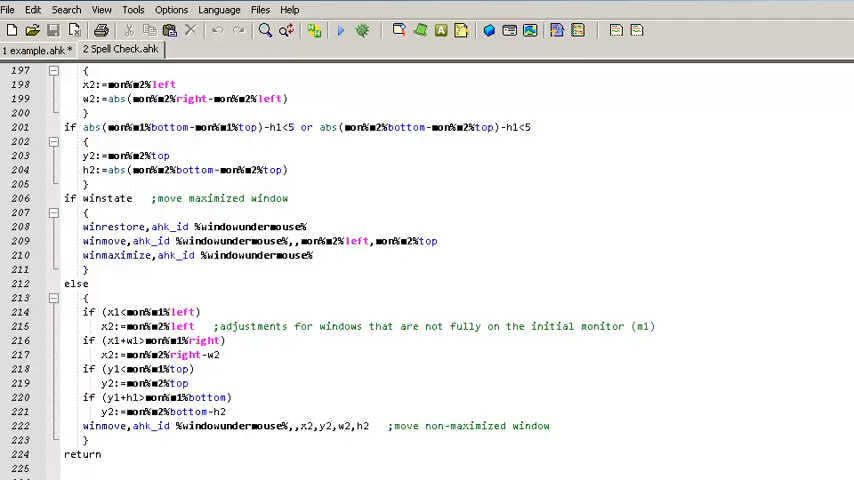 File Edit Search View Tools Options Language Files Help
1 example.ahk * 2 Spell Check.ahk
197 {
198 x2:=mon%m2%left
199 w2:=abs(mon%m2%right-mon%m2%left)
200 }
201 if abs(mon%m1%bottom-mon%m1%top)-h1<5 or abs(mon%m2%bottom-mon%m2%top)-h1<5
202 {
203 y2:=mon%m2%top
204 h2:=abs(mon%m2%bottom-mon%m2%top)
205 }
206 if winstate ;move maximized window
207 {
208 winrestore,ahk_id %windowundermouse%
209 winmove,ahk_id %windowundermouse%,,mon%m2%left,mon%m2%top
210 winmaximize,ahk_id %windowundermouse%
211 }
212 else
213 {
214 if (x1<mon%m1%left)
215 x2:=mon%m2%left ;adjustments for windows that are not fully on the initial monitor (m1)
216 if (x1+w1>mon%m1%right)
217 x2:=mon%m2%right-w2
218 if (y1<mon%m1%top)
219 y2:=mon%m2%top
220 if (y1+h1>mon%m1%bottom)
221 y2:=mon%m2%bottom-h2
222 winmove,ahk_id %windowundermouse%,,x2,y2,w2,h2 ;move non-maximized window
223 }
224 return
225